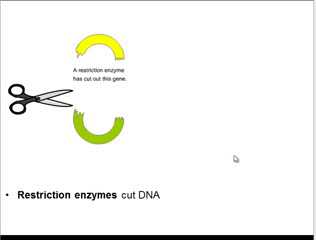 A restriction enzyme
has cut out this gene.
• Restriction enzymes cut DNA